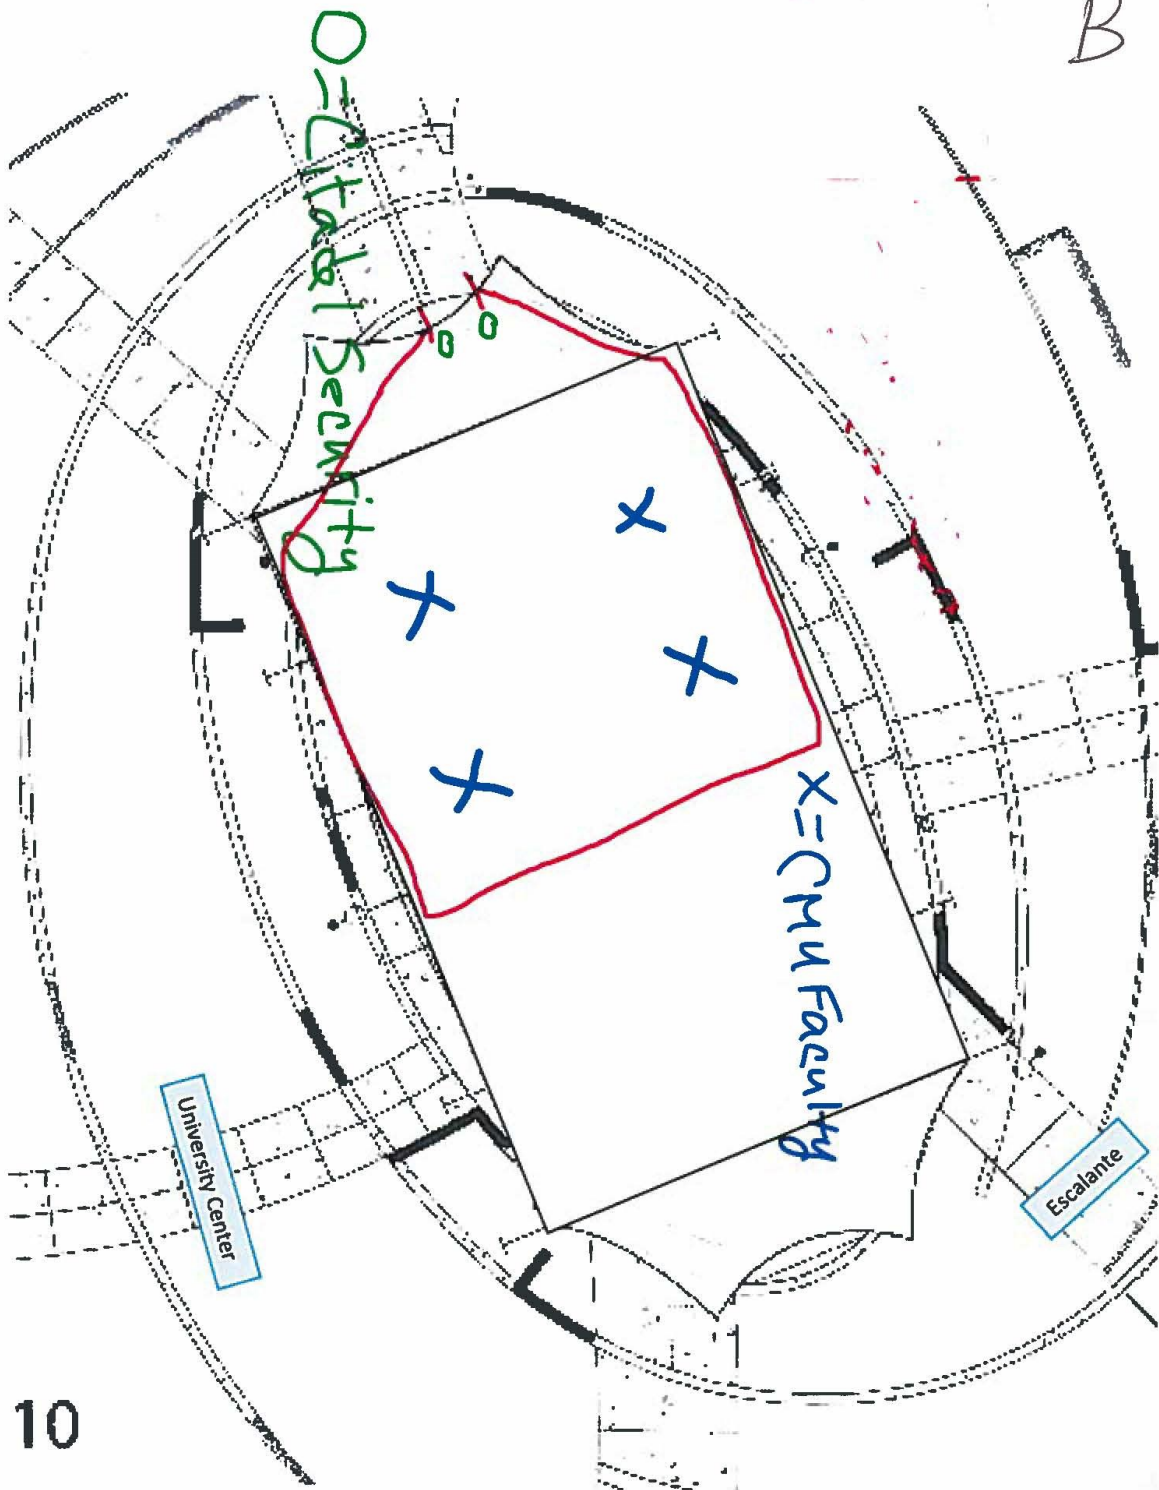 B
O=Citadel Security
O
O
X
X
X
X
X=CMU Faculty
University Center
Escalante
10